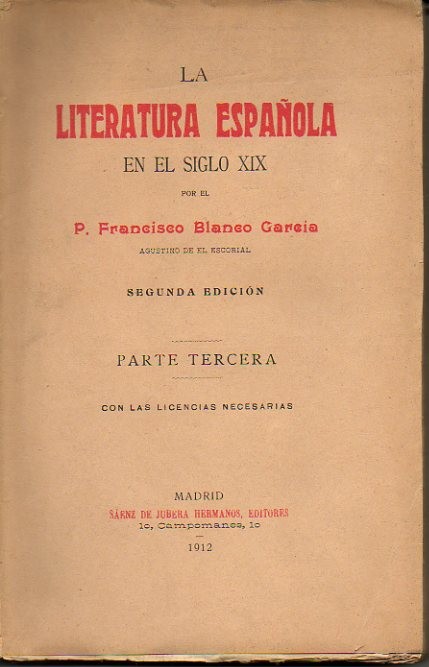 LA
LITERATURA ESPAÑOLA
EN EL SIGLO XIX
POR EL
P. Francisco Blanco García
AGUSTINO DE EL ESCORIAL
SEGUNDA EDICIÓN
PARTE TERCERA
CON LAS LICENCIAS NECESARIAS
MADRID
SÁENZ DE JUBERA HERMANOS, EDITORES
10, Campomanes, 10
1912